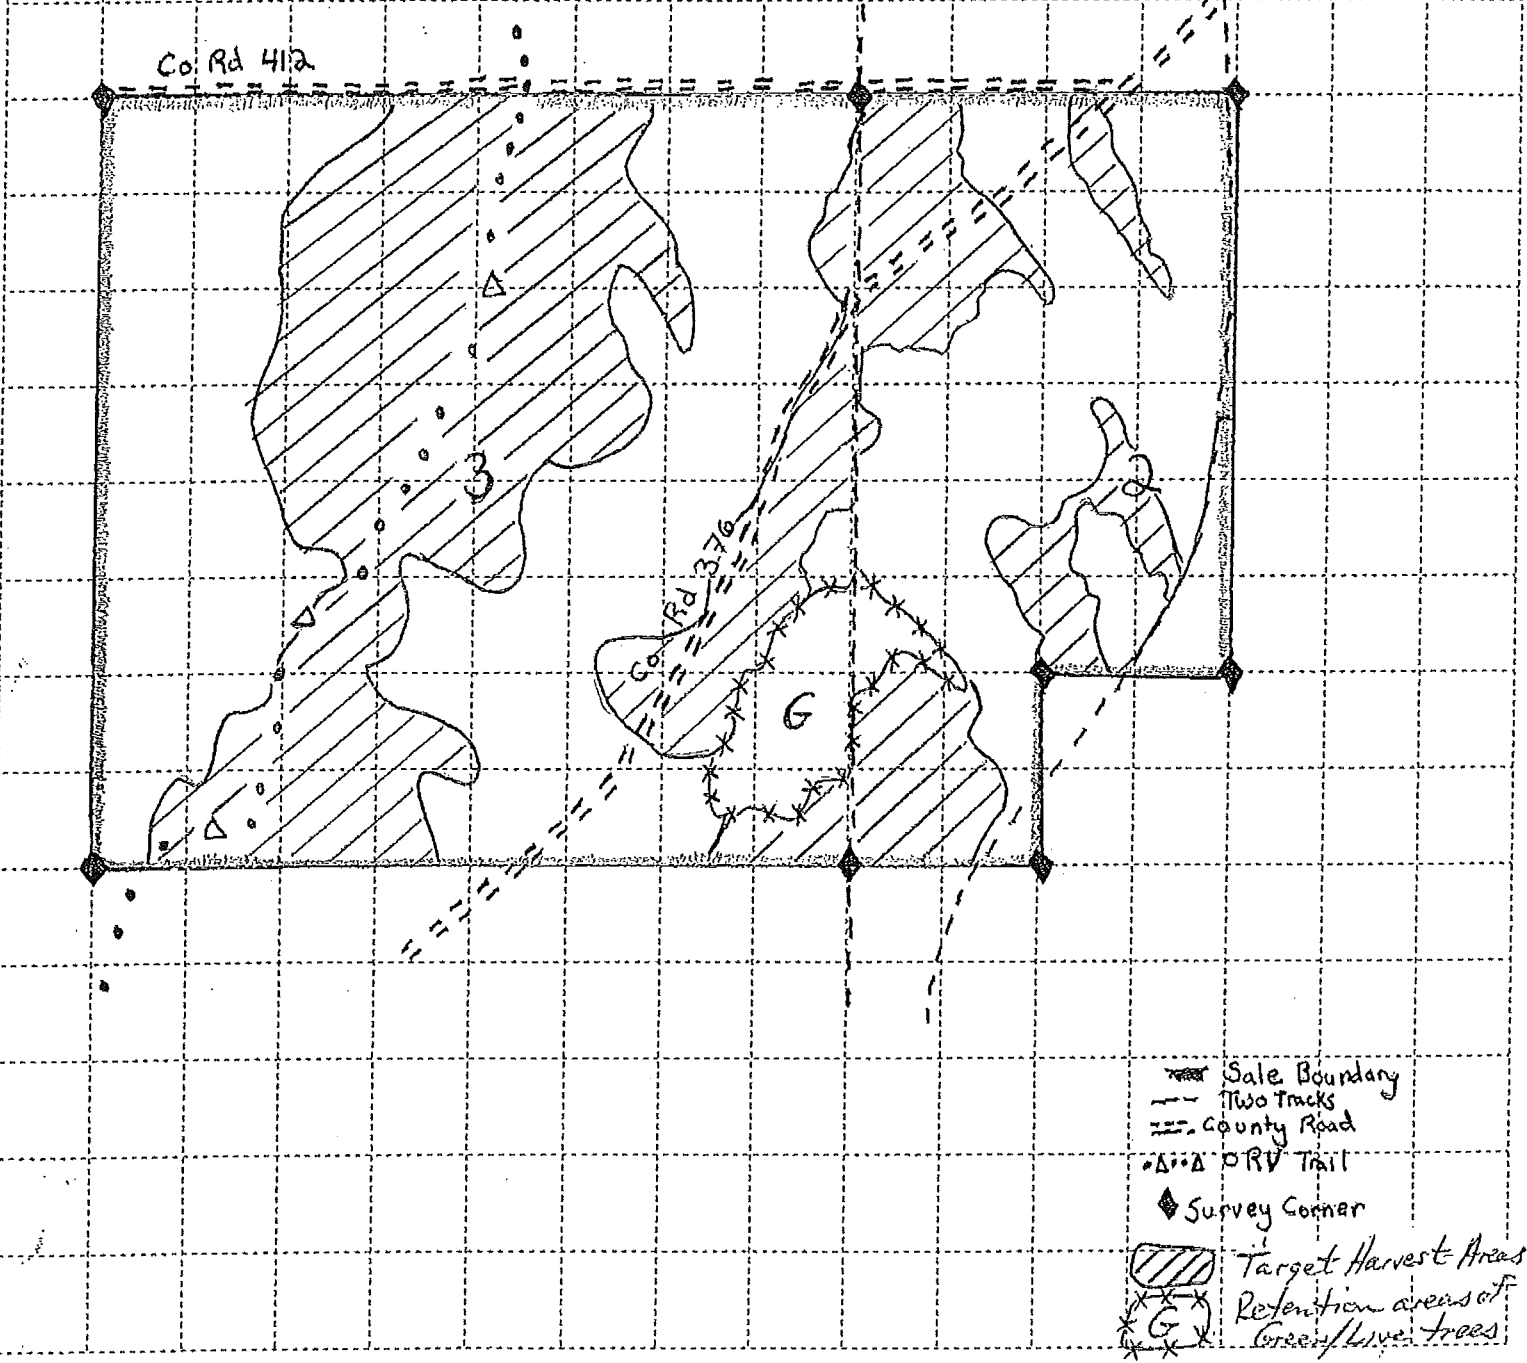 Co Rd 412
3
2
Co Rd 376
G
Sale Boundary
Two Tracks
County Road
ORV Trail
Survey Corner
Target Harvest Areas
G
Retention areas of
Green/Live trees